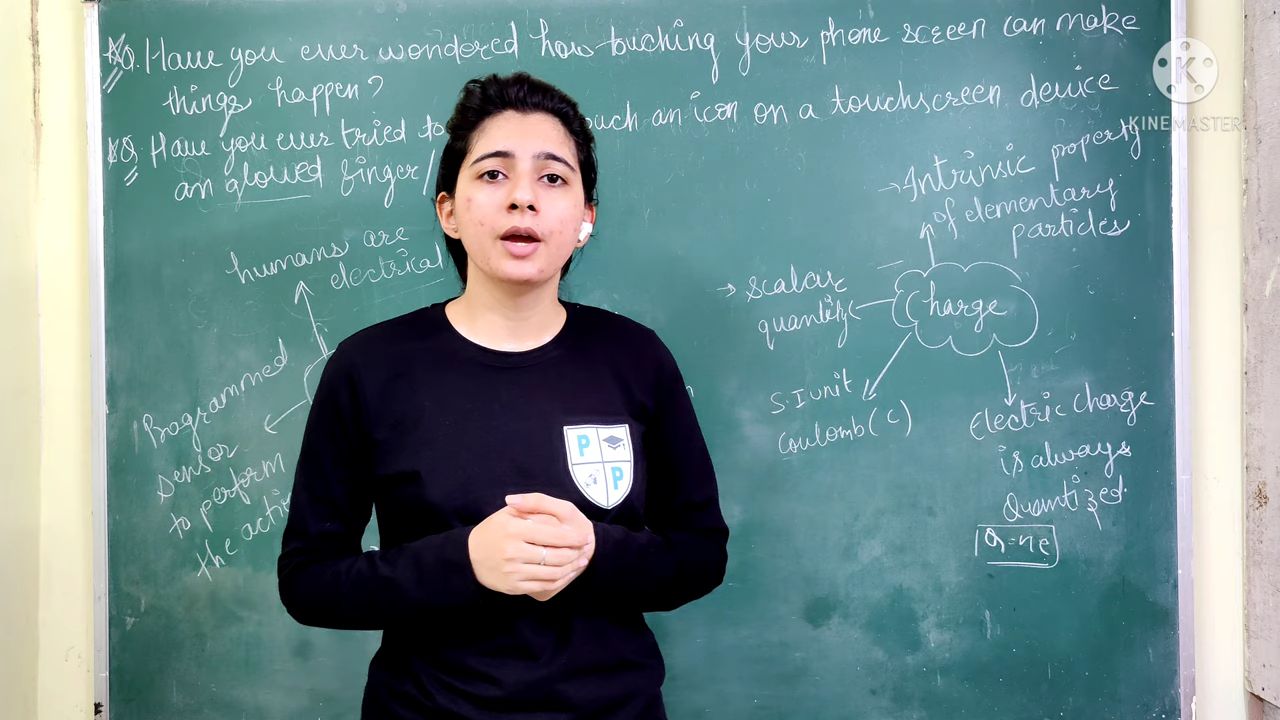 Q. Have you ever wondered how touching your phone screen can make
things happen?
Q. Have you ever tried to touch an icon on a touchscreen device
an gloved finger/
humans are
electrical
Programmed
sensor
to perform
the acti
→ Intrinsic property
of elementary
particles
→ Scalar
quantity
Charge
S.I unit
Coulomb (C)
Electric charge
is always
Quantized.
Q=ne
P
P
K
KINEMASTER